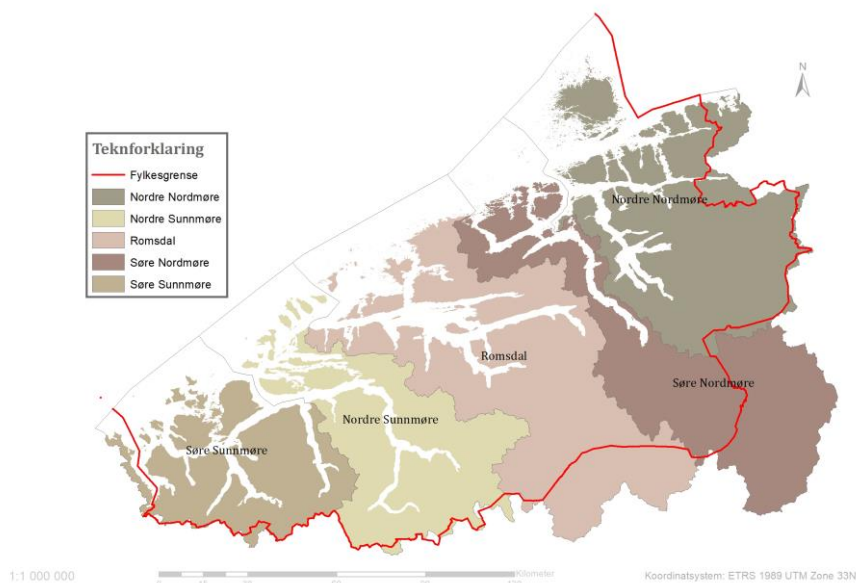 N
Teknforklaring
Fylkesgrense
Nordre Nordmøre
Nordre Sunnmøre
Romsdal
Søre Nordmøre
Søre Sunnmøre
Nordre Nordmøre
Romsdal
Søre Nordmøre
Nordre Sunnmøre
Søre Sunnmøre
1:1 000 000
Kilometer
Koordinatsystem: ETRS 1989 UTM Zone 33N